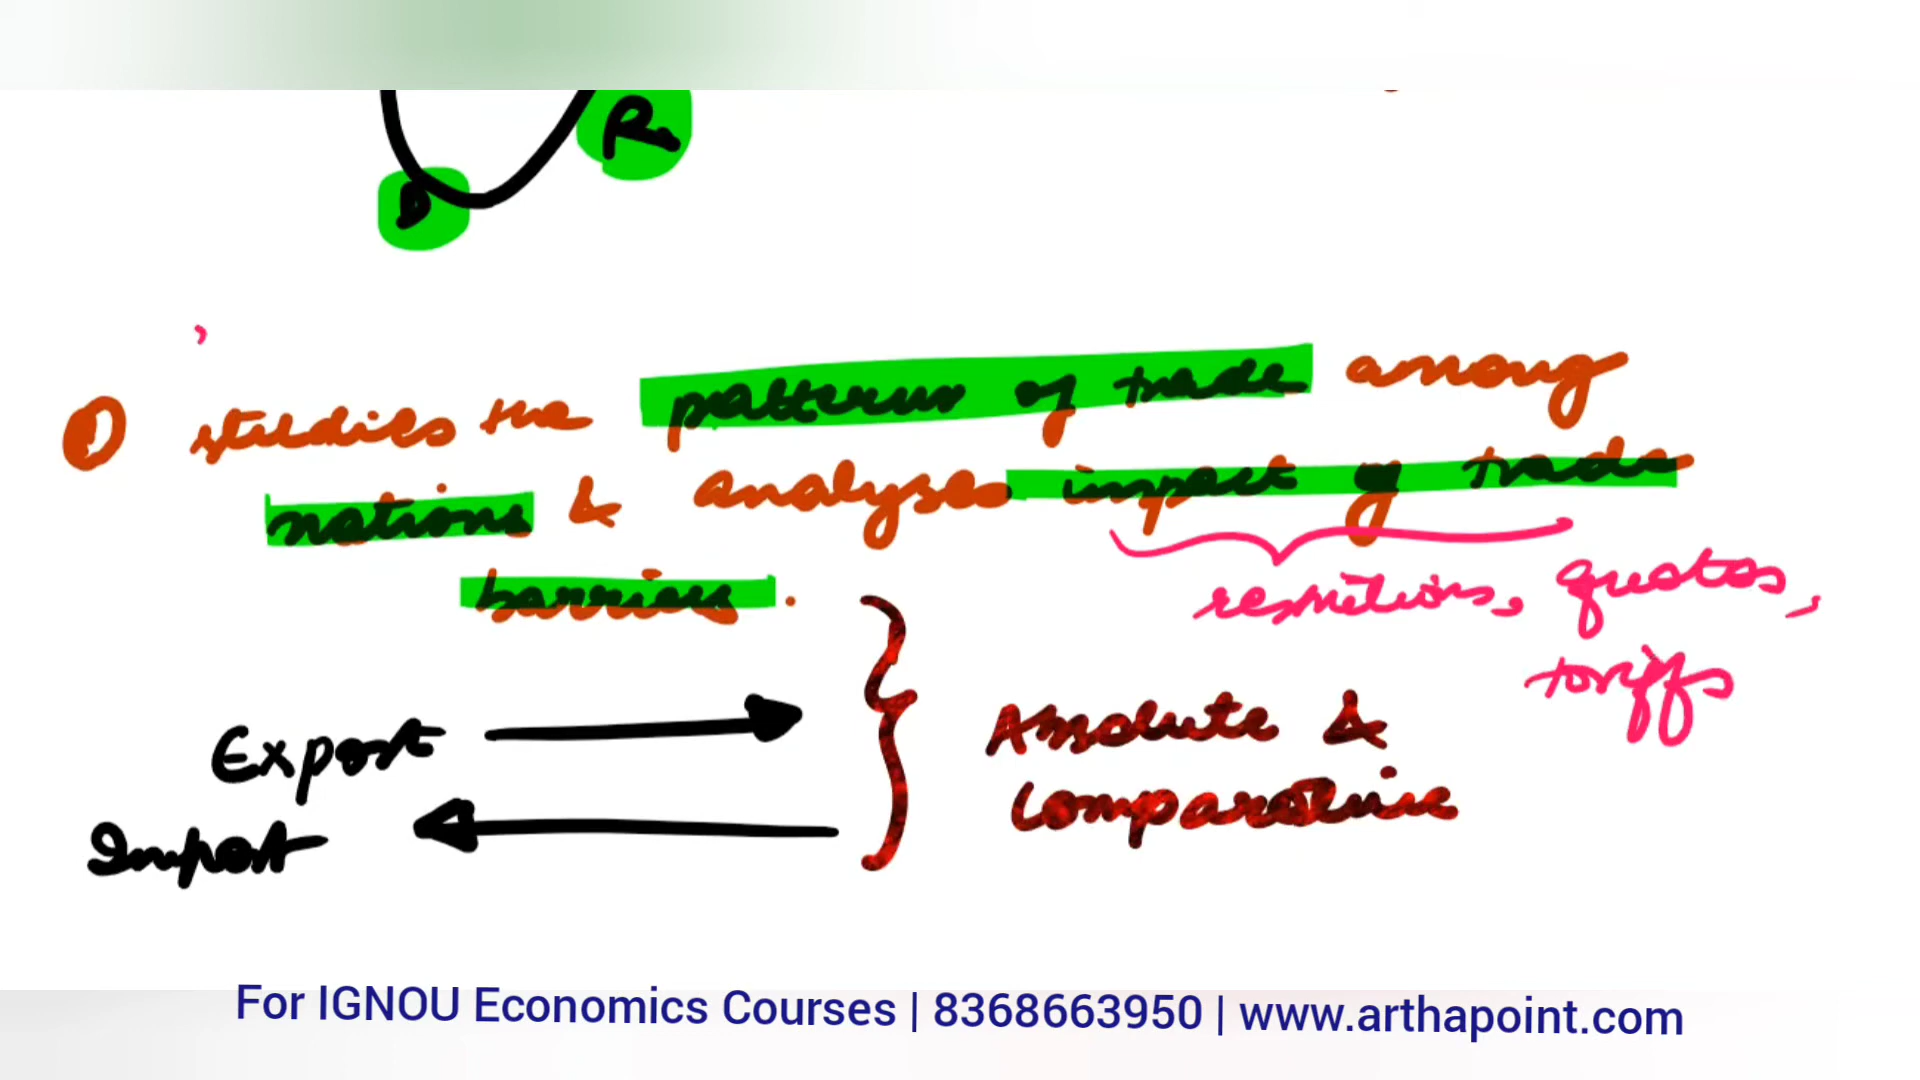 R
D
① studies the patterns of trade among
nations & analyses impact of trade
barriers.
restrictions, quotas,
tariffs
Export
Import
Absolute &
Comparative
For IGNOU Economics Courses | 8368663950 | www.arthapoint.com